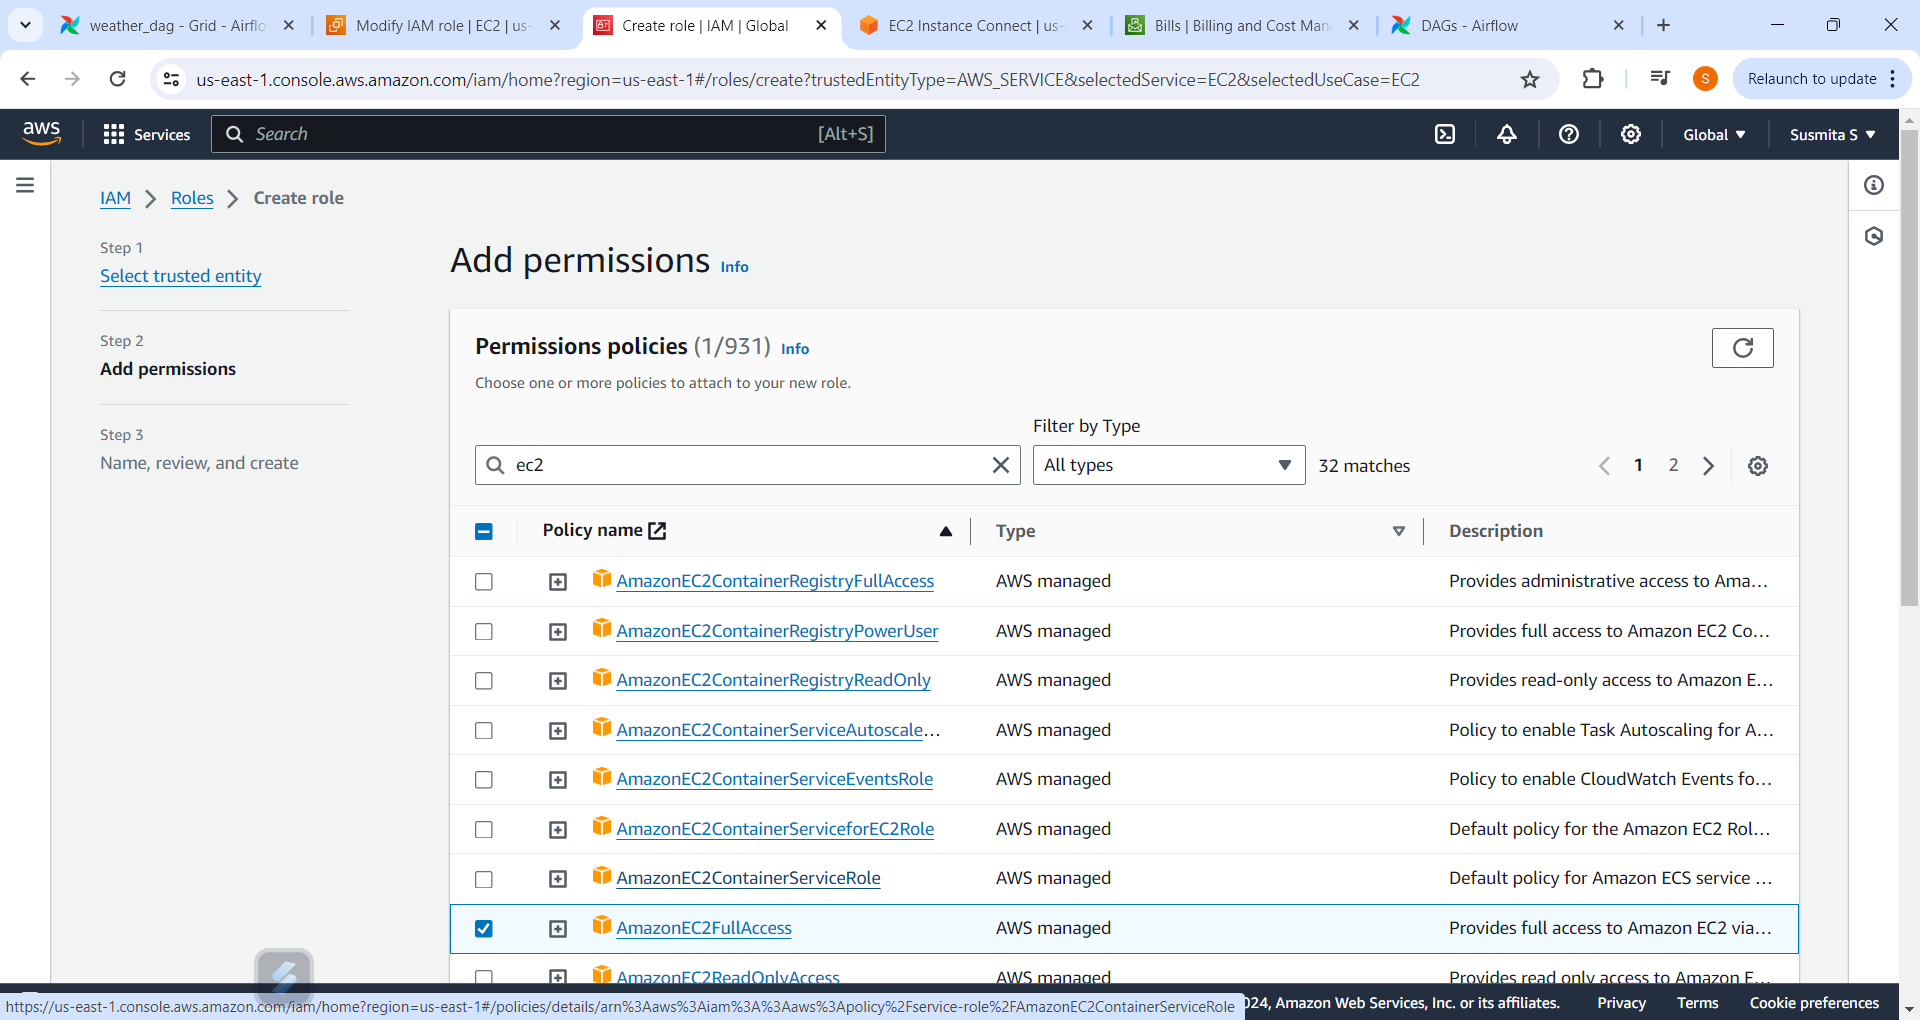 weather_dag - Grid - Airflo
Modify IAM role | EC2 | us-
Create role | IAM | Global
EC2 Instance Connect | us-
Bills | Billing and Cost Man
DAGs - Airflow
us-east-1.console.aws.amazon.com/iam/home?region=us-east-1#/roles/create?trustedEntityType=AWS_SERVICE&selectedService=EC2&selectedUseCase=EC2
S
Relaunch to update
aws
Services
Search
[Alt+S]
Global
Susmita S
IAM
Roles
Create role
Step 1
Select trusted entity
Step 2
Add permissions
Step 3
Name, review, and create
Add permissions Info
Permissions policies (1/931) Info
Choose one or more policies to attach to your new role.
Filter by Type
ec2
All types
32 matches
1 2
Policy name Type Description
AmazonEC2ContainerRegistryFullAccess AWS managed Provides administrative access to Ama...
AmazonEC2ContainerRegistryPowerUser AWS managed Provides full access to Amazon EC2 Co...
AmazonEC2ContainerRegistryReadOnly AWS managed Provides read-only access to Amazon E...
AmazonEC2ContainerServiceAutoscale... AWS managed Policy to enable Task Autoscaling for A...
AmazonEC2ContainerServiceEventsRole AWS managed Policy to enable CloudWatch Events fo...
AmazonEC2ContainerServiceforEC2Role AWS managed Default policy for the Amazon EC2 Rol...
AmazonEC2ContainerServiceRole AWS managed Default policy for Amazon ECS service ...
AmazonEC2FullAccess AWS managed Provides full access to Amazon EC2 via...
AmazonEC2ReadOnlyAccess AWS managed Provides read only access to Amazon E...
https://us-east-1.console.aws.amazon.com/iam/home?region=us-east-1#/policies/details/arn%3Aaws%3Aiam%3A%3Aaws%3Apolicy%2Fservice-role%2FAmazonEC2ContainerServiceRole
024, Amazon Web Services, Inc. or its affiliates.
Privacy
Terms
Cookie preferences